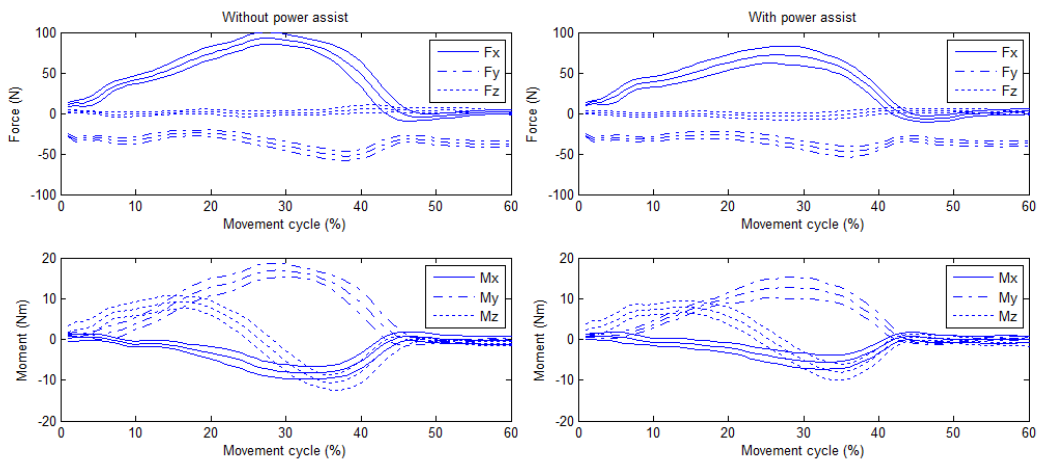 Without power assist
With power assist
100
50
0
-50
-100
Force (N)
Fx
Fy
Fz
0 10 20 30 40 50 60
Movement cycle (%)
100
50
0
-50
-100
Force (N)
Fx
Fy
Fz
0 10 20 30 40 50 60
Movement cycle (%)
20
10
0
-10
-20
Moment (Nm)
Mx
My
Mz
0 10 20 30 40 50 60
Movement cycle (%)
20
10
0
-10
-20
Moment (Nm)
Mx
My
Mz
0 10 20 30 40 50 60
Movement cycle (%)